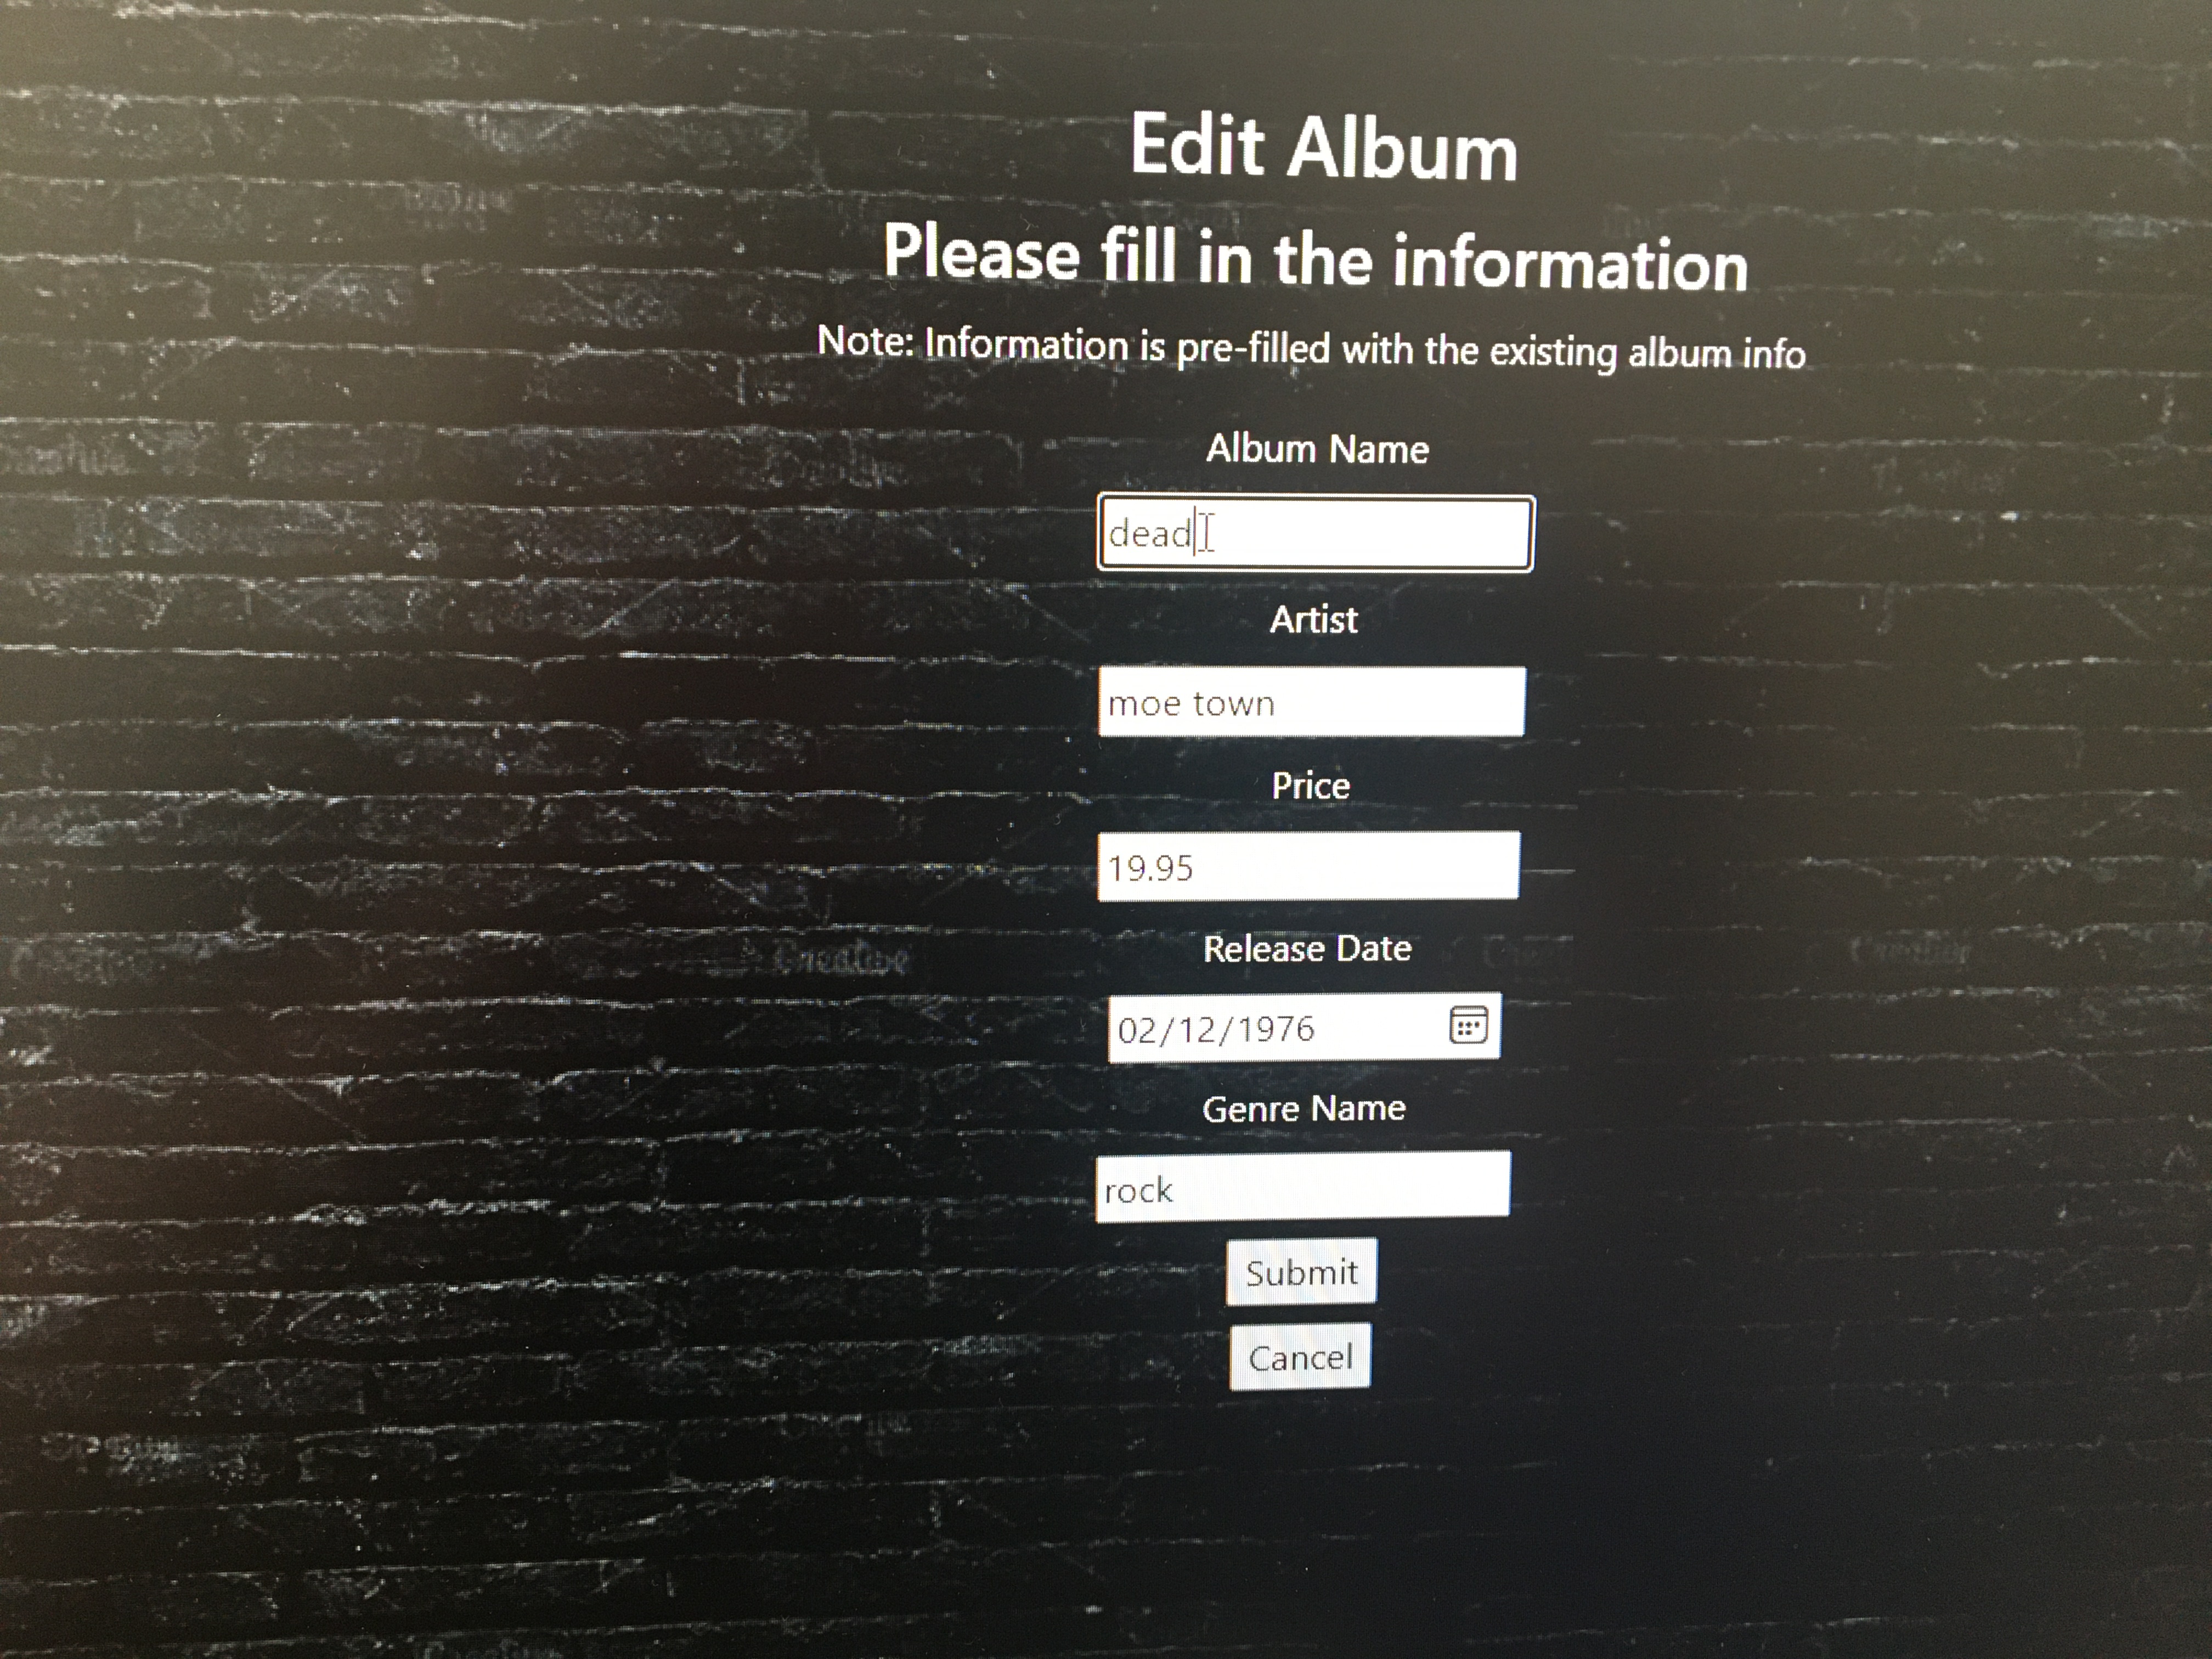 Edit Album
Please fill in the information
Note: Information is pre-filled with the existing album info
Album Name
dead
Artist
moe town
Price
19.95
Release Date
02/12/1976
Genre Name
rock
Submit
Cancel
Creative